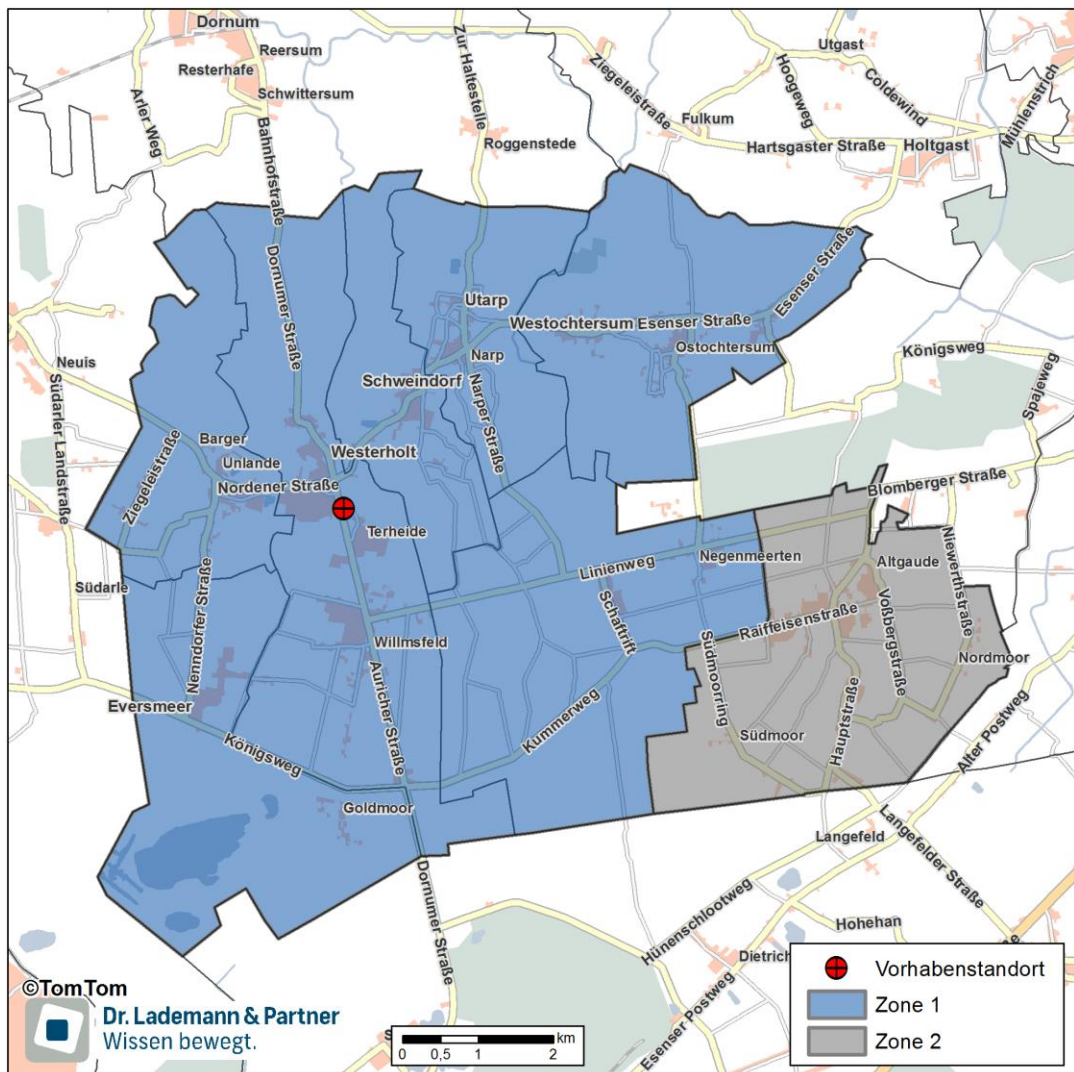 Dornum
Reersum
Resterhafe
Schwittersum
Arler Weg
Bahnhofstraße
Zur Haltestelle
Roggenstede
Ziegeleistraße
Utgast
Hoogeweg
Coldewind
Fulkum
Hartsgaster Straße
Holtgast
Mühlenstrich
Dornumer Straße
Esenser Straße
Utarp
Westochtersum
Esenser Straße
Narp
Ostochtersum
Königsweg
Spajeweg
Neuis
Südarler Landstraße
Schweindorf
Narper Straße
Barger
Unlande
Westerholt
Ziegeleistraße
Nordener Straße
Blomberger Straße
Terheide
Negenmeerten
Altgaude
Niewerthstraße
Linienweg
Südarle
Nenndorfer Straße
Schaftrift
Raiffeisenstraße
Voßbergstraße
Willmsfeld
Südmoorring
Nordmoor
Eversmeer
Auricher Straße
Kummerweg
Südmoor
Hauptstraße
Königsweg
Alter Postweg
Goldmoor
Langefeld
Langefelder Straße
Dornumer Straße
Hünenschlootweg
Hohehan
Dietrich
Esenser Postweg
©TomTom
Dr. Lademann & Partner
Wissen bewegt.
km
0 0,5 1 2
Vorhabenstandort
Zone 1
Zone 2